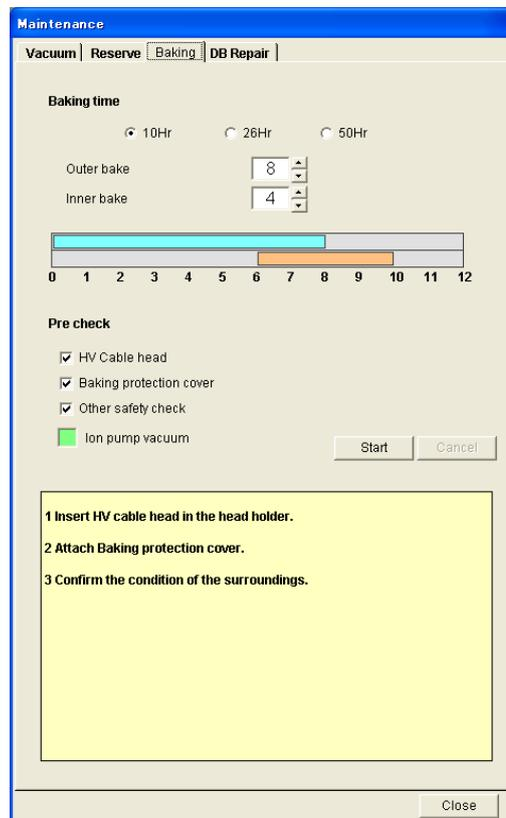 Maintenance
Vacuum Reserve Baking DB Repair
Baking time
10Hr 26Hr 50Hr
Outer bake 8
Inner bake 4
0 1 2 3 4 5 6 7 8 9 10 11 12
Pre check
HV Cable head
Baking protection cover
Other safety check
Ion pump vacuum
Start Cancel
1 Insert HV cable head in the head holder.
2 Attach Baking protection cover.
3 Confirm the condition of the surroundings.
Close